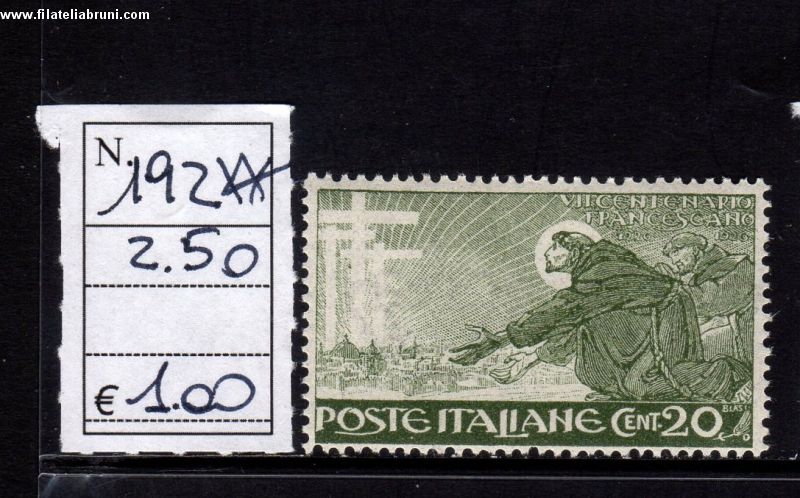 www.filateliabruni.com
N. 192**
2.50
€ 1.00
VII·CENTENARIO
FRANCESCANO
POSTE ITALIANE CENT·20